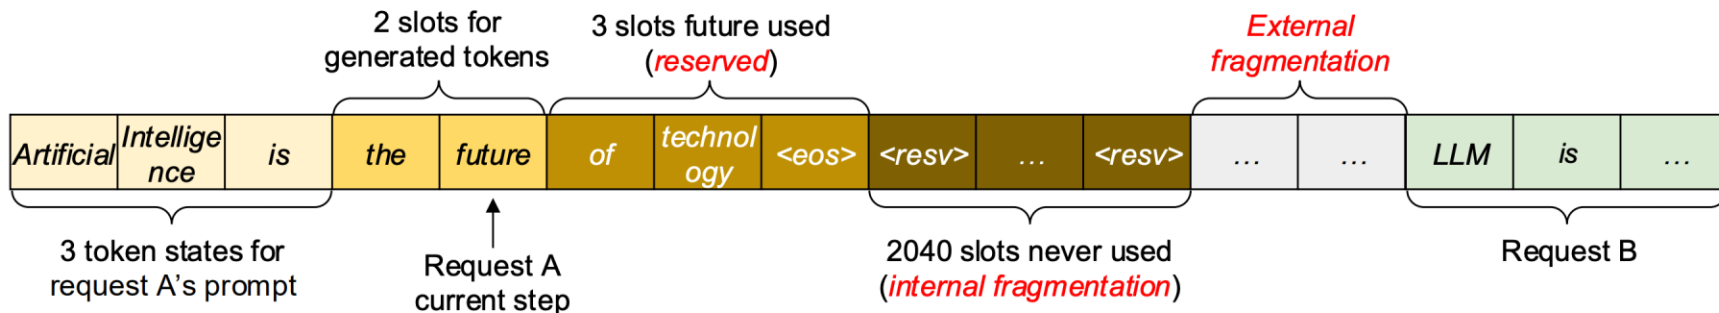 2 slots for
generated tokens
3 slots future used
(reserved)
External
fragmentation
Artificial
Intellige
nce
is
the
future
of
technol
ogy
<eos>
<resv>
…
<resv>
…
…
LLM
is
…
3 token states for
request A's prompt
Request A
current step
2040 slots never used
(internal fragmentation)
Request B